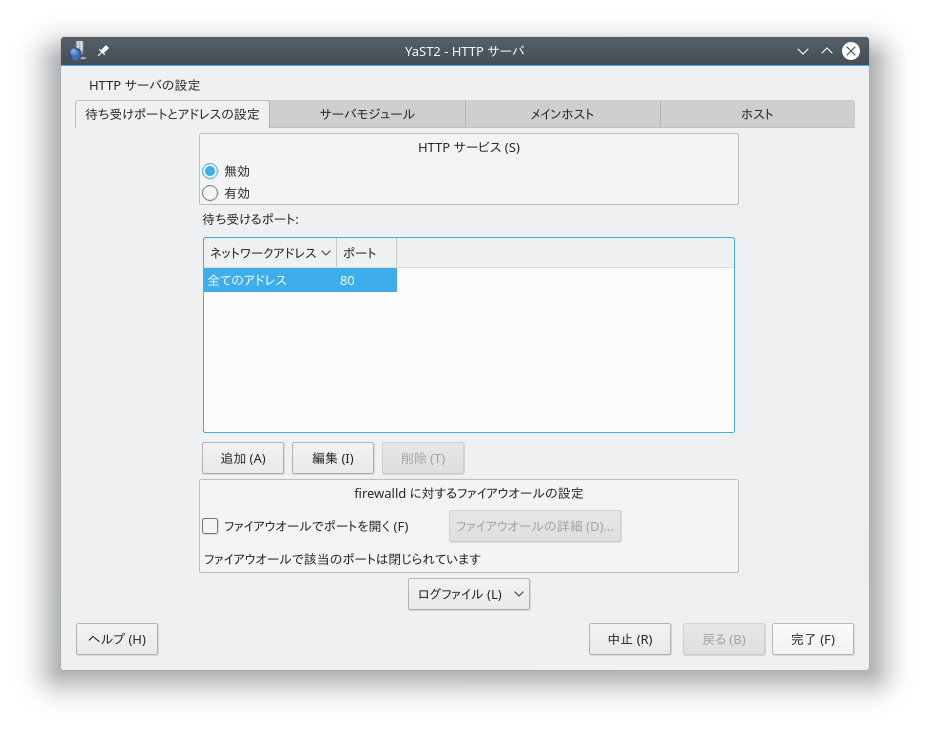 YaST2 - HTTP サーバ
HTTP サーバの設定
待ち受けポートとアドレスの設定 サーバモジュール メインホスト ホスト
HTTP サービス (S)
無効
有効
待ち受けるポート:
ネットワークアドレス ポート
全てのアドレス 80
追加 (A) 編集 (I) 削除 (T)
firewalld に対するファイアウオールの設定
ファイアウオールでポートを開く (F) ファイアウオールの詳細 (D)...
ファイアウオールで該当のポートは閉じられています
ログファイル (L)
ヘルプ (H) 中止 (R) 戻る (B) 完了 (F)